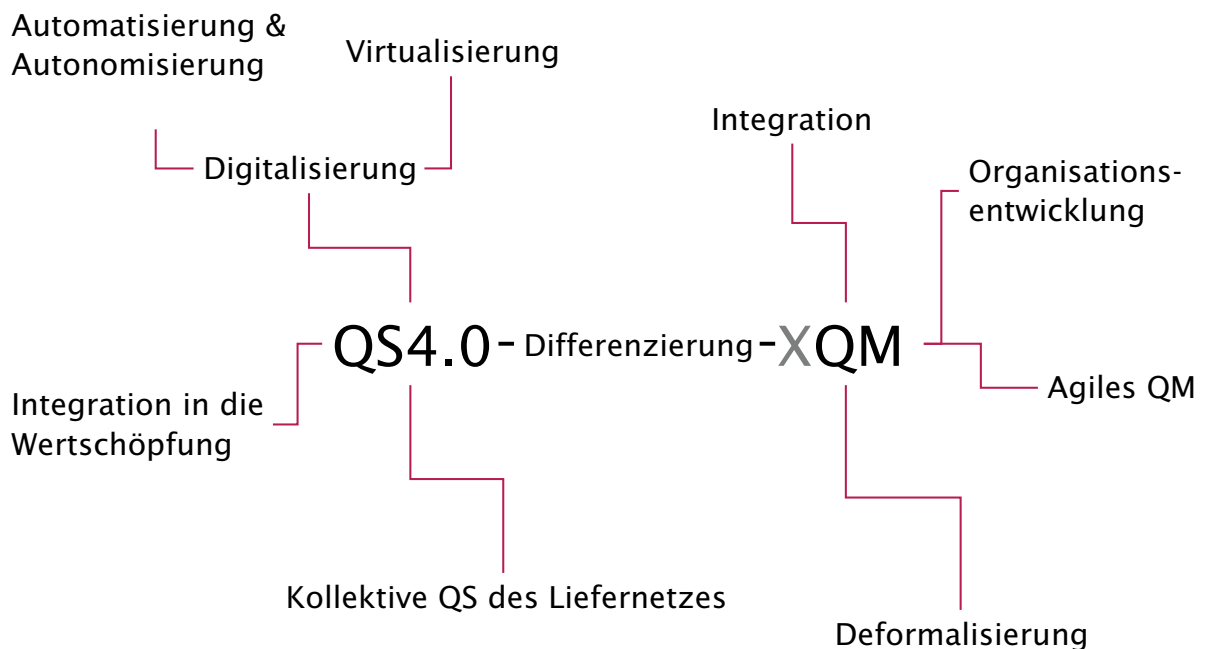 Automatisierung &
Autonomisierung
Virtualisierung
Digitalisierung
Integration
Organisations-
entwicklung
QS4.0 - Differenzierung - XQM
Integration in die
Wertschöpfung
Agiles QM
Kollektive QS des Liefernetzes
Deformalisierung